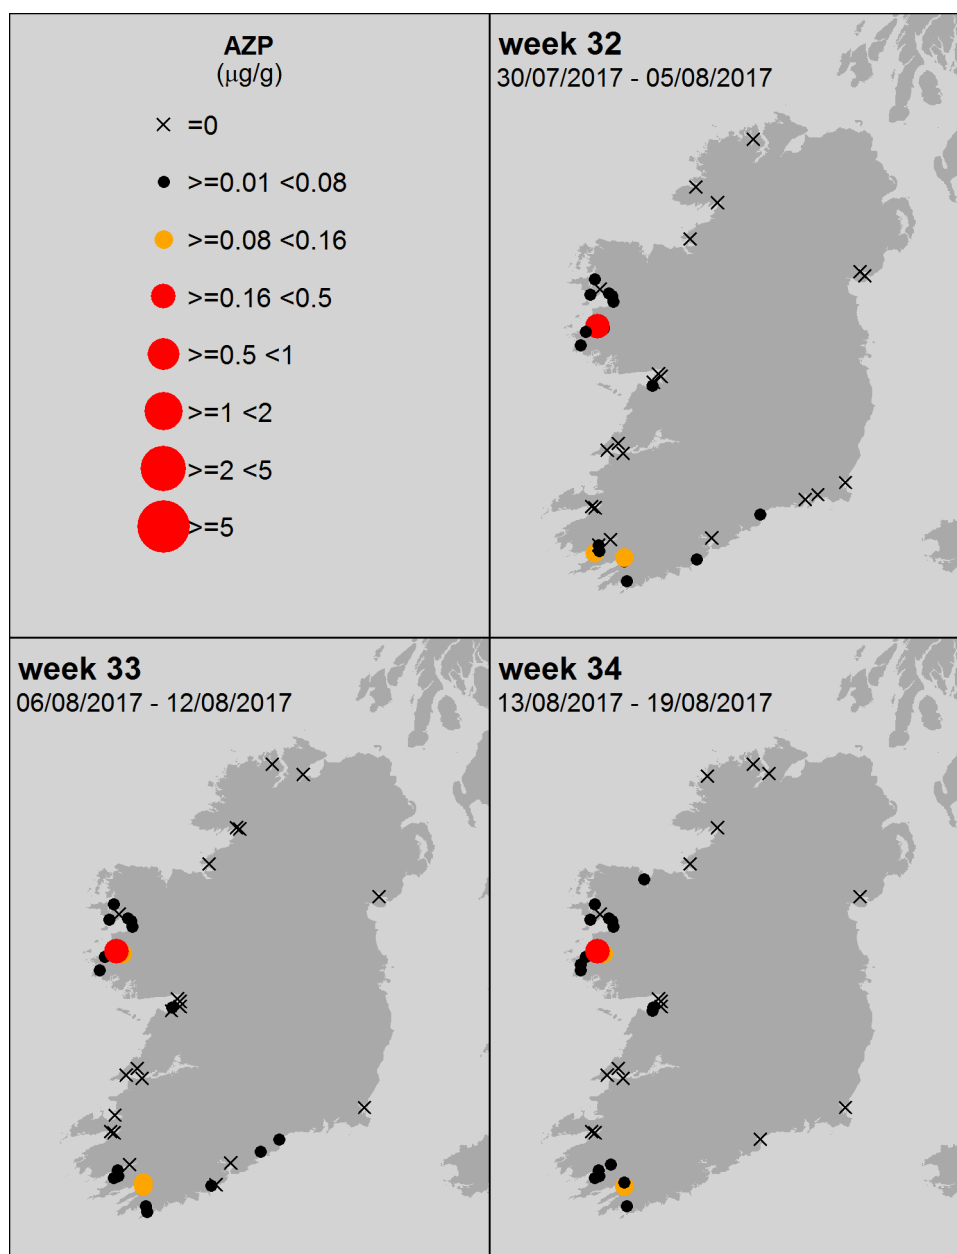 AZP
(μg/g)
=0
>=0.01 <0.08
>=0.08 <0.16
>=0.16 <0.5
>=0.5 <1
>=1 <2
>=2 <5
>=5
week 32
30/07/2017 - 05/08/2017
week 33
06/08/2017 - 12/08/2017
week 34
13/08/2017 - 19/08/2017